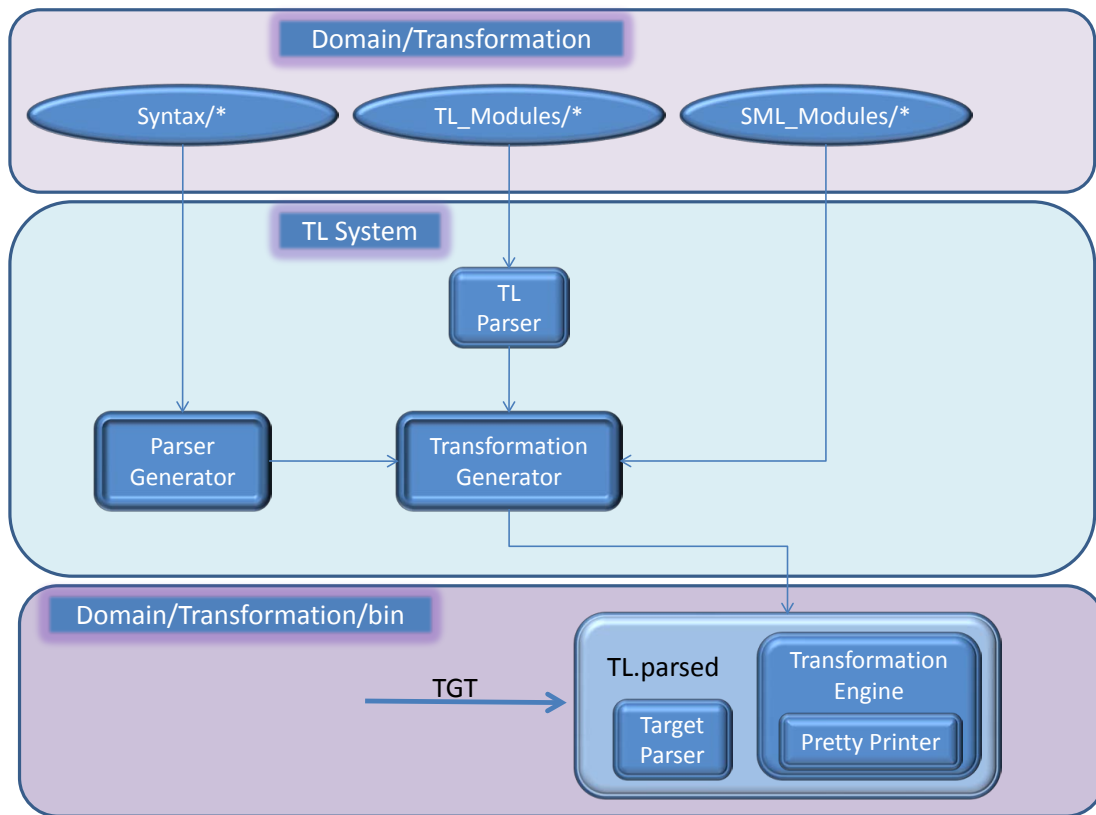 Domain/Transformation
Syntax/*
TL_Modules/*
SML_Modules/*
TL System
TL
Parser
Parser
Generator
Transformation
Generator
Domain/Transformation/bin
TGT
TL.parsed
Target
Parser
Transformation
Engine
Pretty Printer